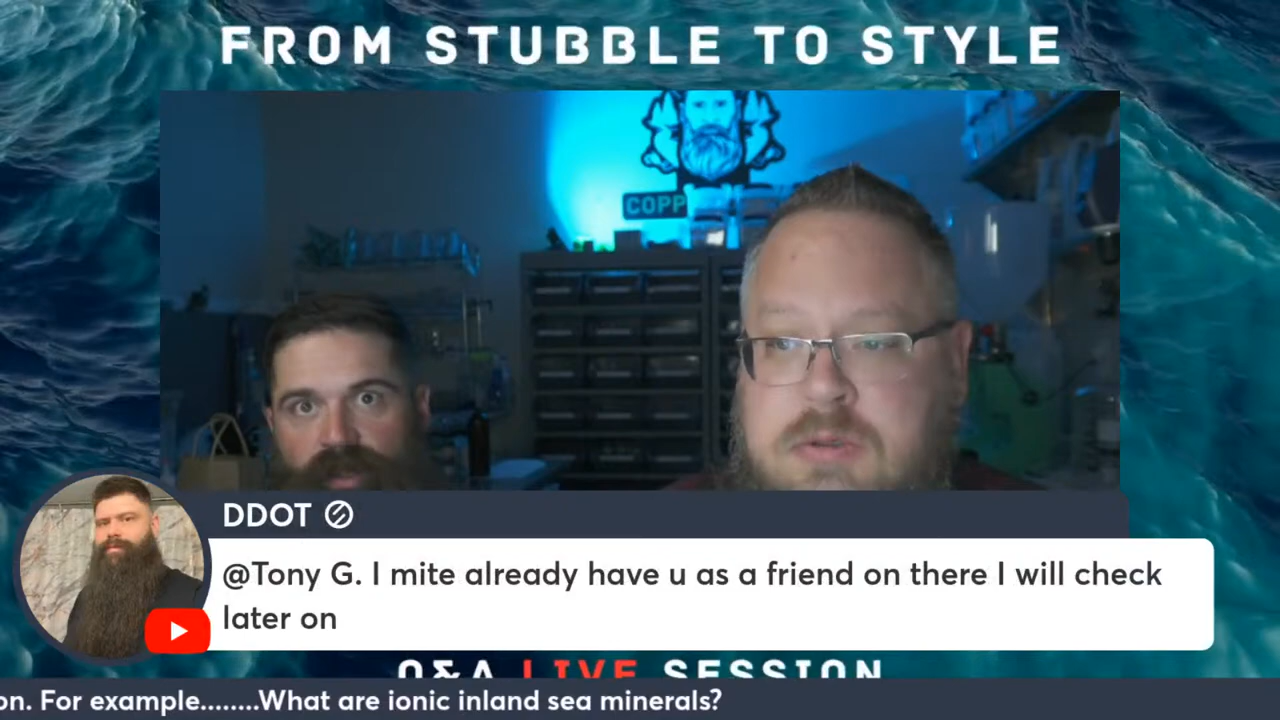 FROM STUBBLE TO STYLE
COPP
DDOT
@Tony G. I mite already have u as a friend on there I will check
later on
Q&A LIVE SESSION
on. For example........What are ionic inland sea minerals?